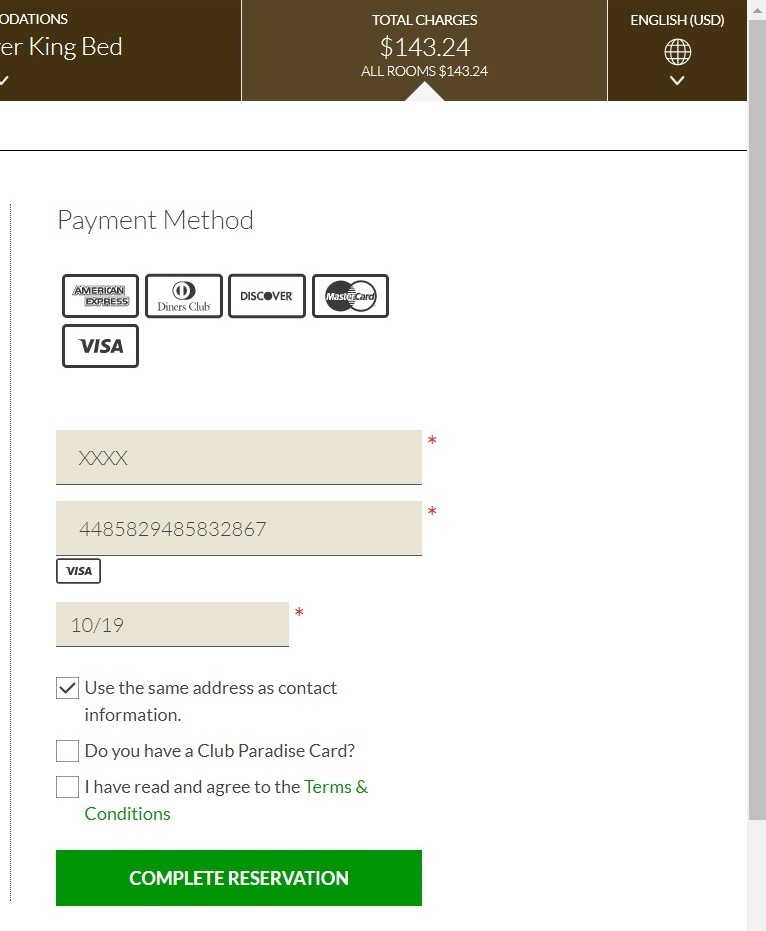 ODATIONS
er King Bed
TOTAL CHARGES
$143.24
ALL ROOMS $143.24
ENGLISH (USD)
Payment Method
AMERICAN EXPRESS
Diners Club
DISCOVER
MasterCard
VISA
XXXX
*
4485829485832867
*
VISA
10/19
*
Use the same address as contact
information.
Do you have a Club Paradise Card?
I have read and agree to the Terms &
Conditions
COMPLETE RESERVATION